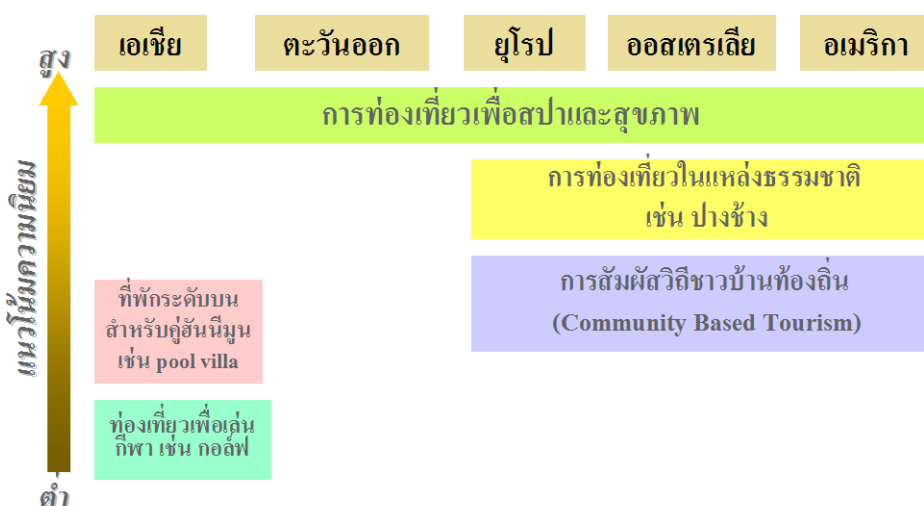 เอเชีย ตะวันออก ยุโรป ออสเตรเลีย อเมริกา
สูง
การท่องเที่ยวเพื่อสปาและสุขภาพ
การท่องเที่ยวในแหล่งธรรมชาติ
เช่น ปางช้าง
แนวโน้มความนิยม
การสัมผัสวิถีชาวบ้านท้องถิ่น
(Community Based Tourism)
ที่พักระดับบน
สำหรับคู่ฮันนีมูน
เช่น pool villa
ท่องเที่ยวเพื่อเล่น
กีฬา เช่น กอล์ฟ
ต่ำ